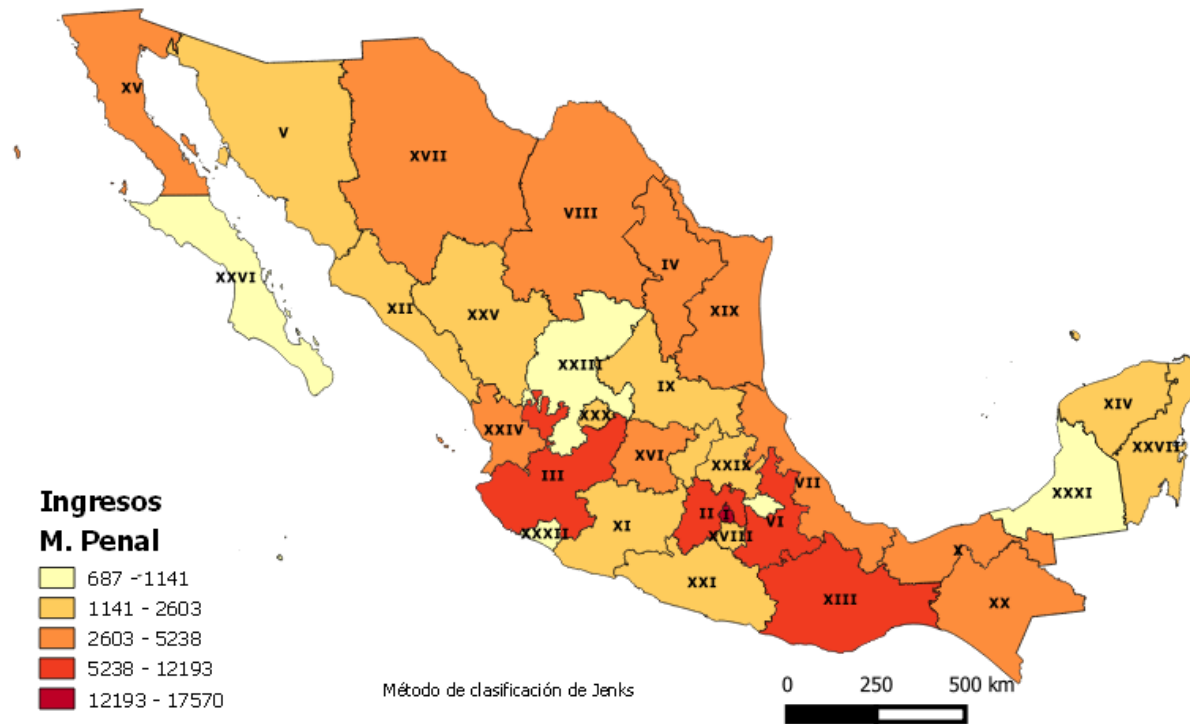 XV
V
XVII
VIII
IV
XXVI
XII
XXV
XIX
XXIII
IX
XXX
XXIV
XVI
XXIX
XIV
XXVII
III
VII
XXXI
II
I
VI
XXXII
XI
XVIII
X
XXI
XIII
XX
Ingresos
M. Penal
687 - 1141
1141 - 2603
2603 - 5238
5238 - 12193
12193 - 17570
Método de clasificación de Jenks
0 250 500 km